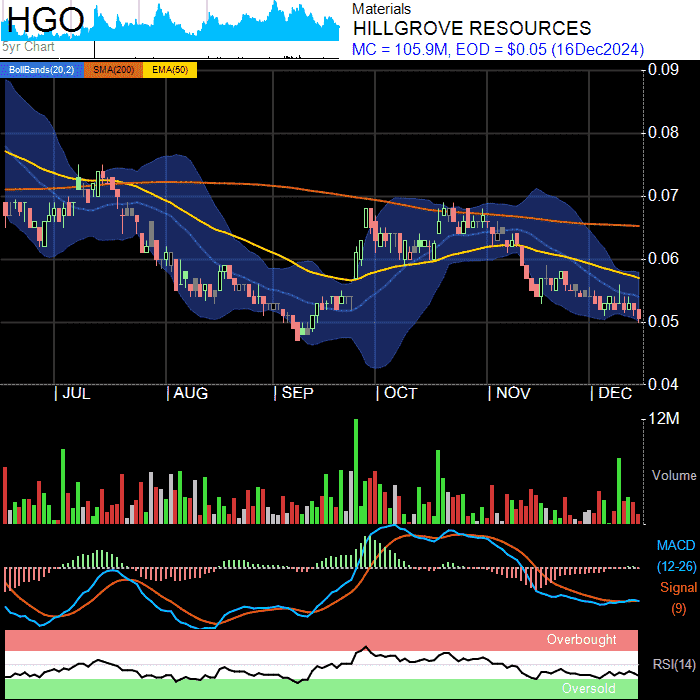 HGO
5yr Chart
Materials
HILLGROVE RESOURCES
MC = 105.9M, EOD = $0.05 (16Dec2024)
BollBands(20,2) SMA(200) EMA(50)
0.09
0.08
0.07
0.06
0.05
0.04
JUL AUG SEP OCT NOV DEC
12M
Volume
MACD
(12-26)
Signal
(9)
Overbought
RSI(14)
Oversold